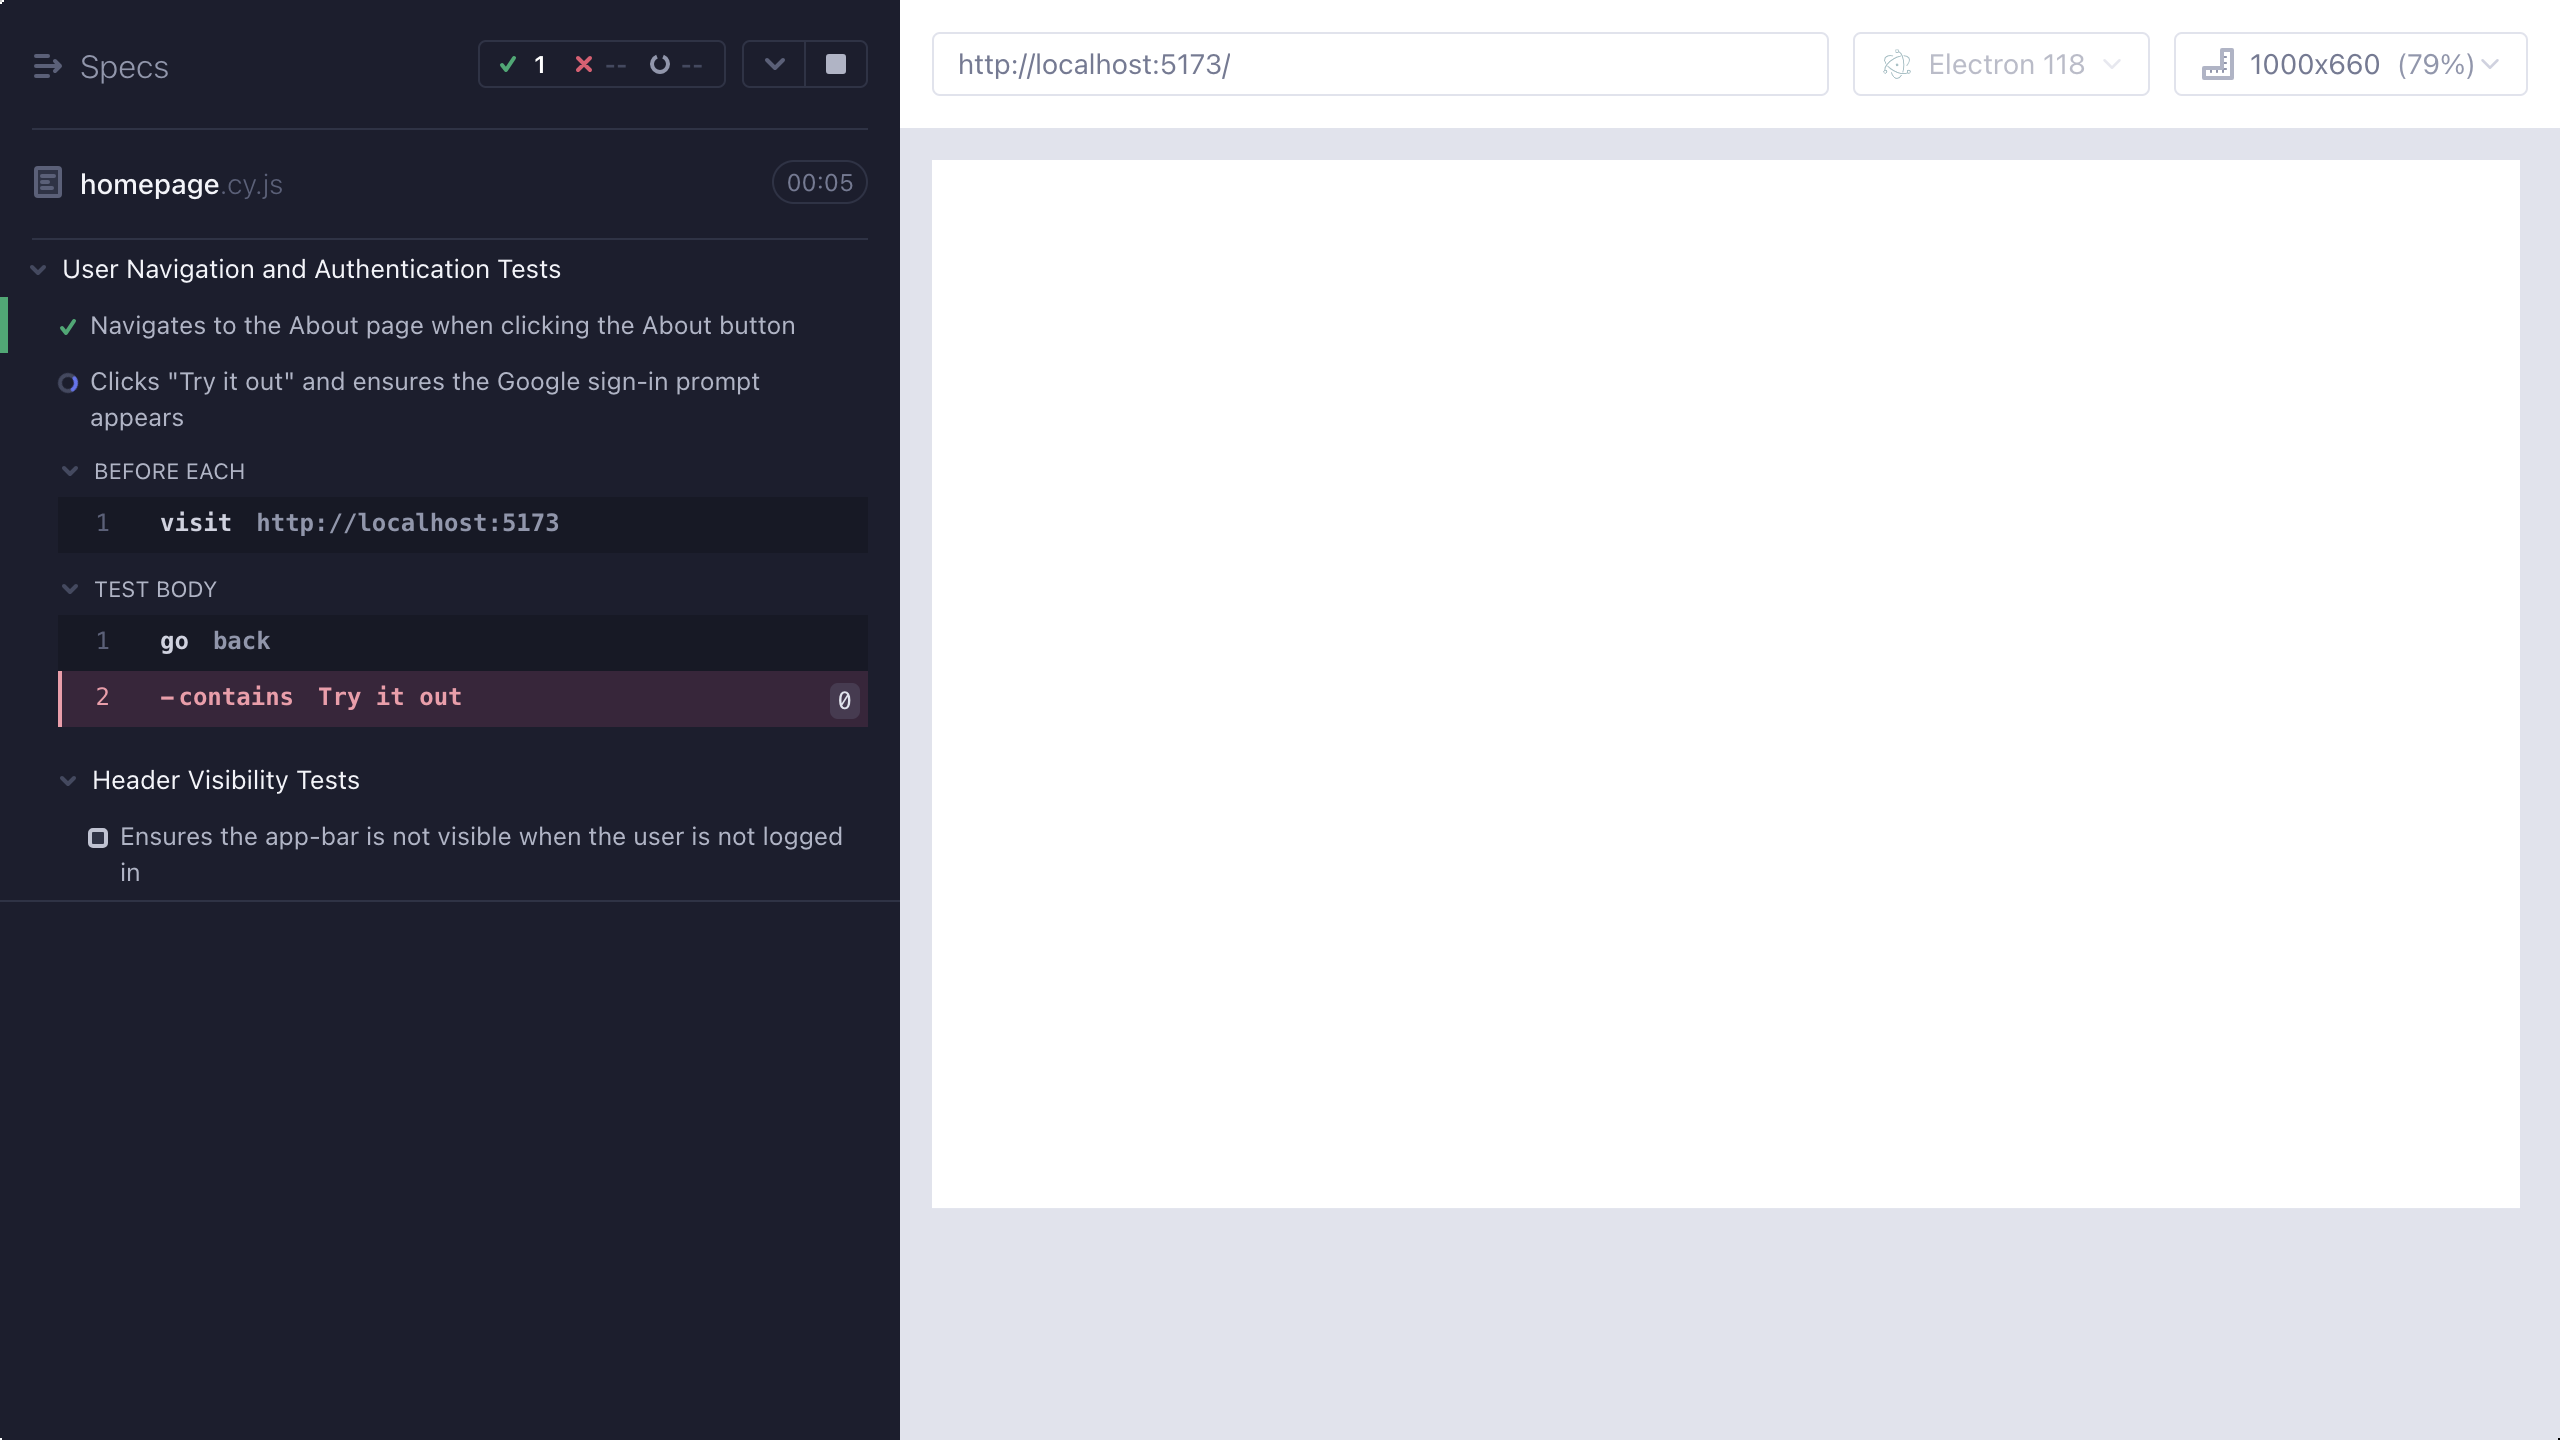 Specs
1 -- --
homepage.cy.js
00:05
User Navigation and Authentication Tests
Navigates to the About page when clicking the About button
Clicks "Try it out" and ensures the Google sign-in prompt
appears
BEFORE EACH
1 visit http://localhost:5173
TEST BODY
1 go back
2 -contains Try it out 0
Header Visibility Tests
Ensures the app-bar is not visible when the user is not logged
in
http://localhost:5173/
Electron 118
1000x660 (79%)